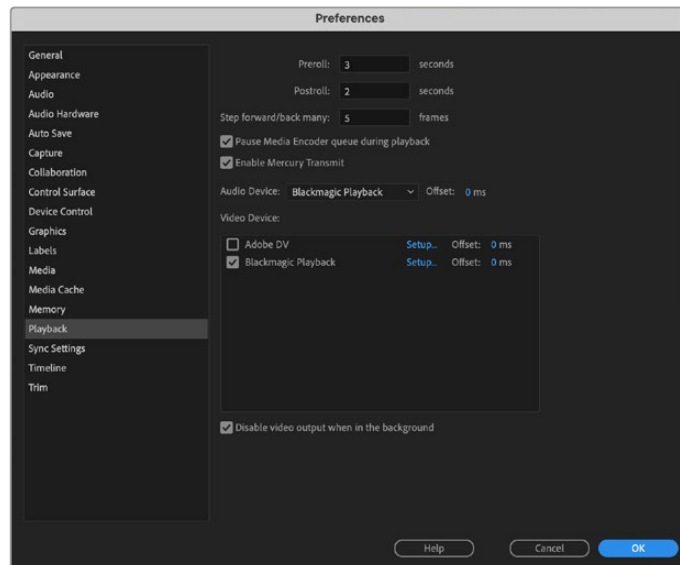 Preferences
General
Appearance
Audio
Audio Hardware
Auto Save
Capture
Collaboration
Control Surface
Device Control
Graphics
Labels
Media
Media Cache
Memory
Playback
Sync Settings
Timeline
Trim
Preroll: 3 seconds
Postroll: 2 seconds
Step forward/back many: 5 frames
Pause Media Encoder queue during playback
Enable Mercury Transmit
Audio Device: Blackmagic Playback Offset: 0 ms
Video Device:
Adobe DV Setup... Offset: 0 ms
Blackmagic Playback Setup... Offset: 0 ms
Disable video output when in the background
Help Cancel OK